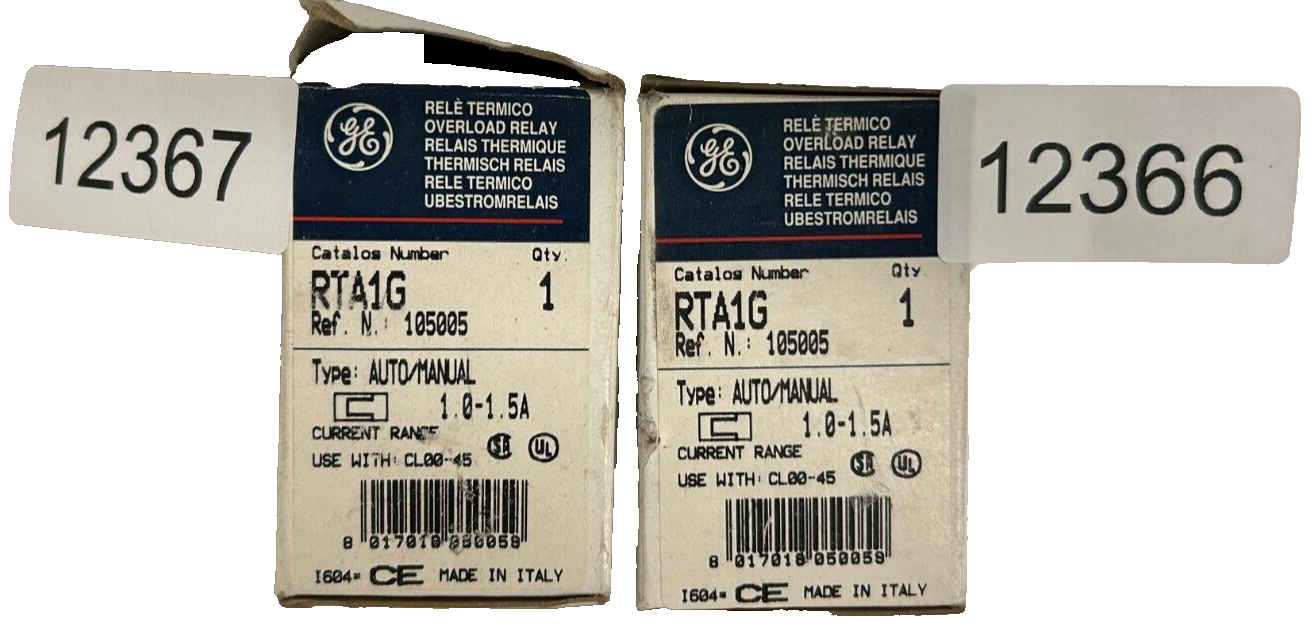 12367
GE
RELÈ TERMICO
OVERLOAD RELAY
RELAIS THERMIQUE
THERMISCH RELAIS
RELE TERMICO
UBESTROMRELAIS
Catalog Number Qty.
RTA1G 1
Ref. N.: 105005
Type: AUTO/MANUAL
1.0-1.5A
CURRENT RANGE
USE WITH: CL00-45
SA UL
8 017018 050059
I604* CE MADE IN ITALY
12366
GE
RELÈ TERMICO
OVERLOAD RELAY
RELAIS THERMIQUE
THERMISCH RELAIS
RELE TERMICO
UBESTROMRELAIS
Catalog Number Qty
RTA1G 1
Ref. N.: 105005
Type: AUTO/MANUAL
1.0-1.5A
CURRENT RANGE
USE WITH: CL00-45
SA UL
8 017018 050059
I604* CE MADE IN ITALY